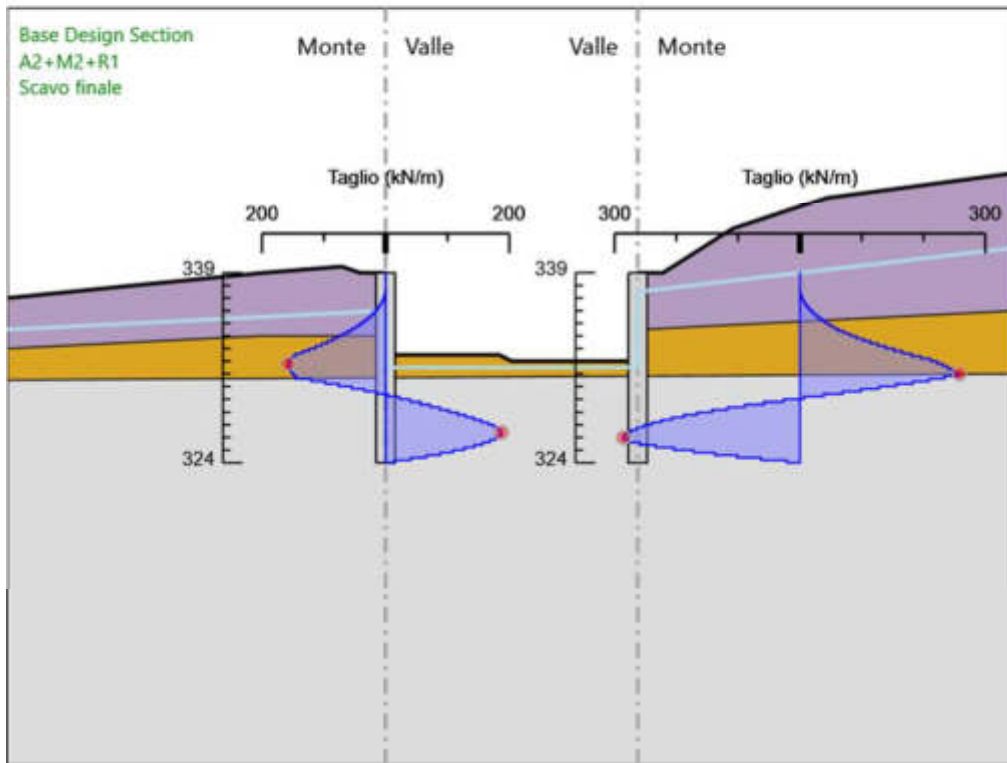 Base Design Section
A2+M2+R1
Scavo finale
Monte Valle Valle Monte
Taglio (kN/m) Taglio (kN/m)
200 200 300 300
339 339
324 324